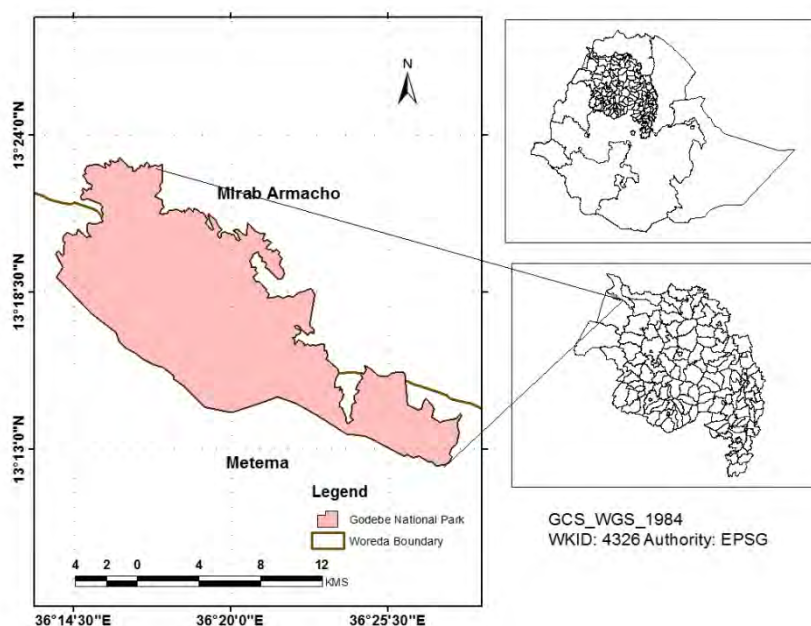 N
13°24'0"N
MIrab Armacho
13°18'30"N
13°13'0"N
Metema
Legend
Godebe National Park
Woreda Boundary
4 2 0 4 8 12
KMS
36°14'30"E 36°20'0"E 36°25'30"E
GCS_WGS_1984
WKID: 4326 Authority: EPSG